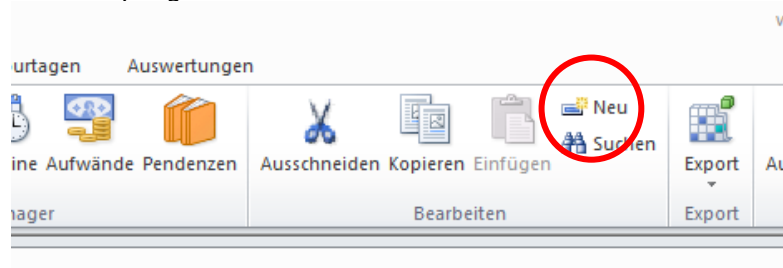 urtagen Auswertungen
ine Aufwände Pendenzen Ausschneiden Kopieren Einfügen Neu Suchen Export Au
nager Bearbeiten Export